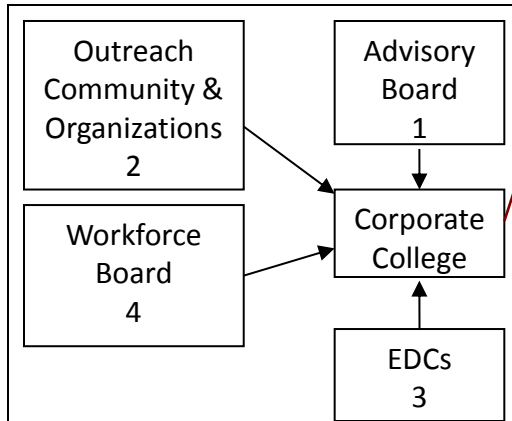 Outreach
Community &
Organizations
2
Advisory
Board
1
Workforce
Board
4
Corporate
College
EDCs
3